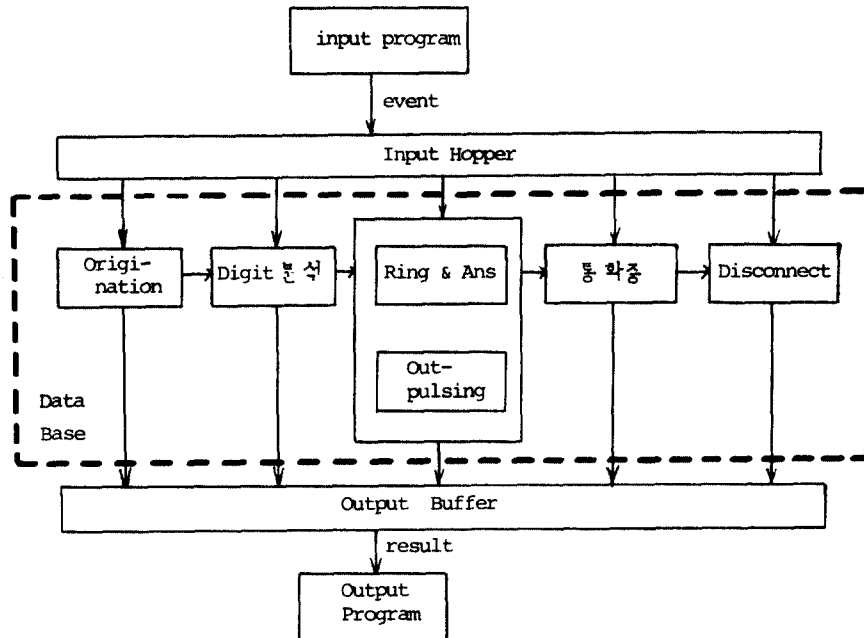 input program
event
Input Hopper
Origi-
nation
Digit 분석
Ring & Ans
통화중
Disconnect
Out-
pulsing
Data
Base
Output Buffer
result
Output
Program